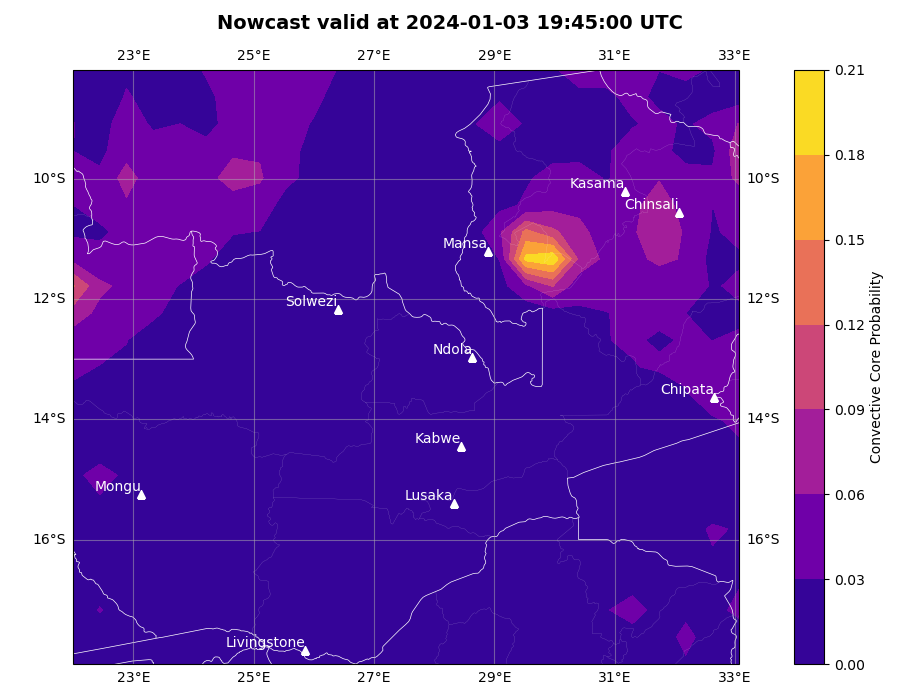 Nowcast valid at 2024-01-03 19:45:00 UTC
23°E 25°E 27°E 29°E 31°E 33°E
0.21
0.18
10°S Kasama 10°S
Chinsali
Mansa
0.15
12°S Solwezi 12°S
0.12
Ndola
Chipata
0.09
14°S 14°S
Kabwe
Mongu Lusaka
0.06
16°S 16°S
0.03
Livingstone
0.00
23°E 25°E 27°E 29°E 31°E 33°E
Convective Core Probability